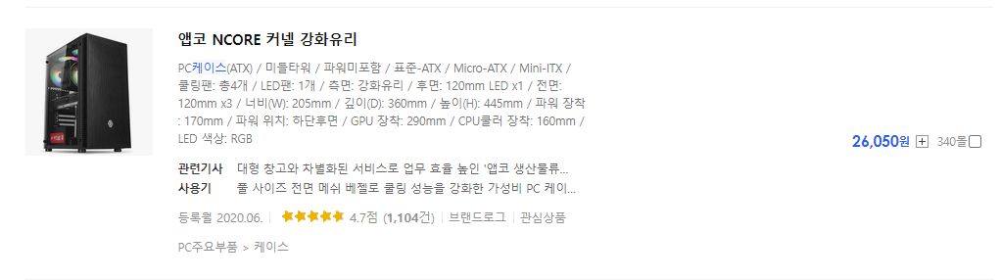 앱코 NCORE 커넬 강화유리
PC케이스(ATX) / 미들타워 / 파워미포함 / 표준-ATX / Micro-ATX / Mini-ITX /
쿨링팬: 총4개 / LED팬: 1개 / 측면: 강화유리 / 후면: 120mm LED x1 / 전면:
120mm x3 / 너비(W): 205mm / 깊이(D): 360mm / 높이(H): 445mm / 파워 장착
: 170mm / 파워 위치: 하단후면 / GPU 장착: 290mm / CPU쿨러 장착: 160mm /
LED 색상: RGB
26,050원 340몰
관련기사 대형 창고와 차별화된 서비스로 업무 효율 높인 '앱코 생산물류...
사용기 풀 사이즈 전면 메쉬 베젤로 쿨링 성능을 강화한 가성비 PC 케이...
등록월 2020.06. 4.7점 (1,104건) 브랜드로그 관심상품
PC주요부품 > 케이스